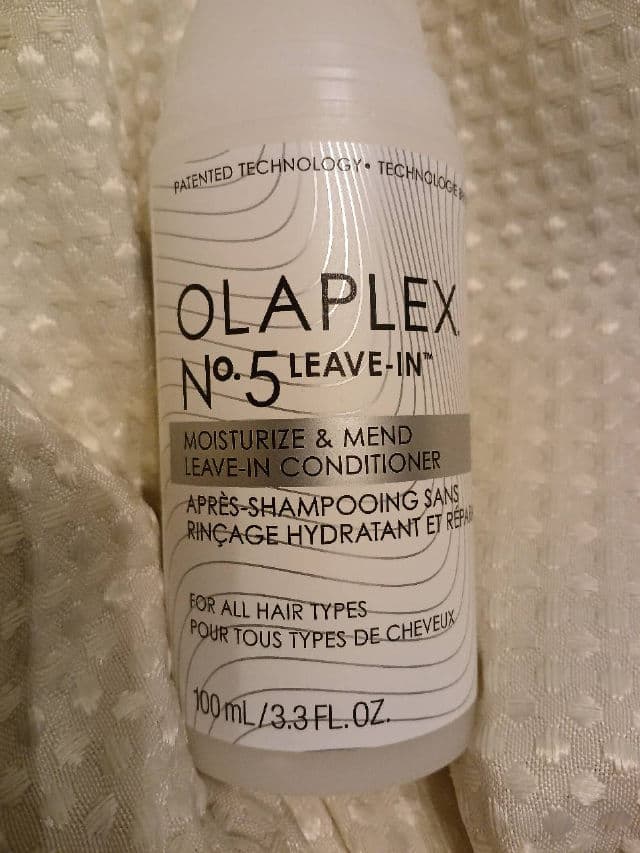 PATENTED TECHNOLOGY • TECHNOLOGIE
OLAPLEX
Nº.5 LEAVE-IN™
MOISTURIZE & MEND
LEAVE-IN CONDITIONER
APRÈS-SHAMPOOING SANS
RINÇAGE HYDRATANT ET
FOR ALL HAIR TYPES
POUR TOUS TYPES DE CHEVEUX
100 mL/3.3 FL. OZ.